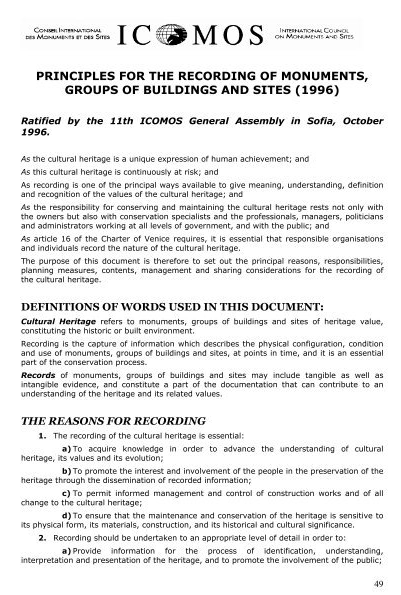 CONSEIL INTERNATIONAL
DES MONUMENTS ET DES SITES
ICOMOS
INTERNATIONAL COUNCIL
ON MONUMENTS AND SITES
PRINCIPLES FOR THE RECORDING OF MONUMENTS,
GROUPS OF BUILDINGS AND SITES (1996)
Ratified by the 11th ICOMOS General Assembly in Sofia, October
1996.
As the cultural heritage is a unique expression of human achievement; and
As this cultural heritage is continuously at risk; and
As recording is one of the principal ways available to give meaning, understanding, definition
and recognition of the values of the cultural heritage; and
As the responsibility for conserving and maintaining the cultural heritage rests not only with
the owners but also with conservation specialists and the professionals, managers, politicians
and administrators working at all levels of government, and with the public; and
As article 16 of the Charter of Venice requires, it is essential that responsible organisations
and individuals record the nature of the cultural heritage.
The purpose of this document is therefore to set out the principal reasons, responsibilities,
planning measures, contents, management and sharing considerations for the recording of
the cultural heritage.
DEFINITIONS OF WORDS USED IN THIS DOCUMENT:
Cultural Heritage refers to monuments, groups of buildings and sites of heritage value,
constituting the historic or built environment.
Recording is the capture of information which describes the physical configuration, condition
and use of monuments, groups of buildings and sites, at points in time, and it is an essential
part of the conservation process.
Records of monuments, groups of buildings and sites may include tangible as well as
intangible evidence, and constitute a part of the documentation that can contribute to an
understanding of the heritage and its related values.
THE REASONS FOR RECORDING
1. The recording of the cultural heritage is essential:
a) To acquire knowledge in order to advance the understanding of cultural
heritage, its values and its evolution;
b) To promote the interest and involvement of the people in the preservation of the
heritage through the dissemination of recorded information;
c) To permit informed management and control of construction works and of all
change to the cultural heritage;
d) To ensure that the maintenance and conservation of the heritage is sensitive to
its physical form, its materials, construction, and its historical and cultural significance.
2. Recording should be undertaken to an appropriate level of detail in order to:
a) Provide information for the process of identification, understanding,
interpretation and presentation of the heritage, and to promote the involvement of the public;
49